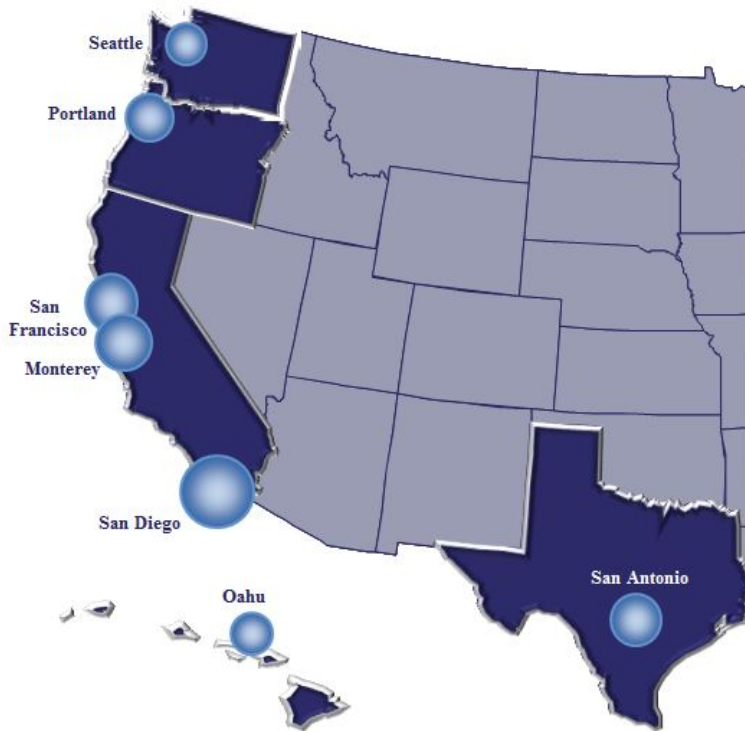 Seattle
Portland
San
Francisco
Monterey
San Diego
San Antonio
Oahu